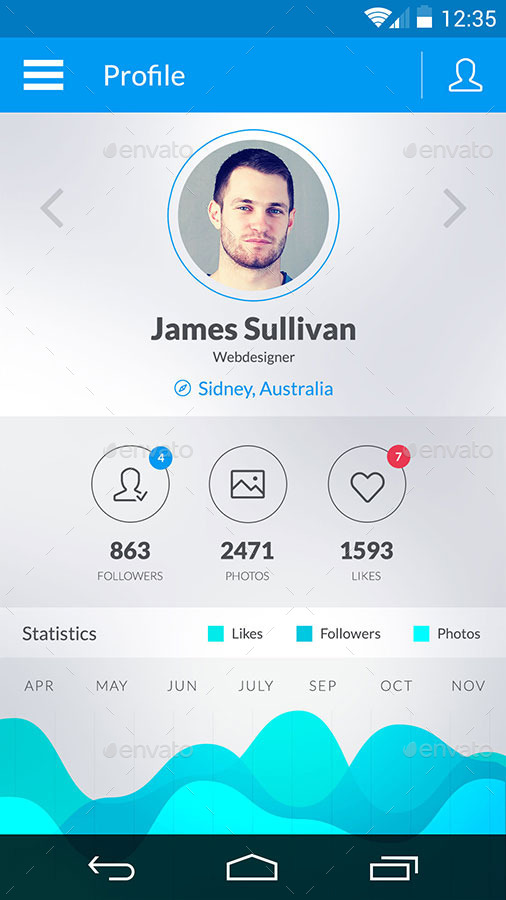 12:35
Profile
envato envato
James Sullivan
Webdesigner
Sidney, Australia
4 7
envato envato
863 2471 1593
FOLLOWERS PHOTOS LIKES
Statistics Likes Followers Photos
APR MAY JUN JULY SEP OCT NOV
envato envato